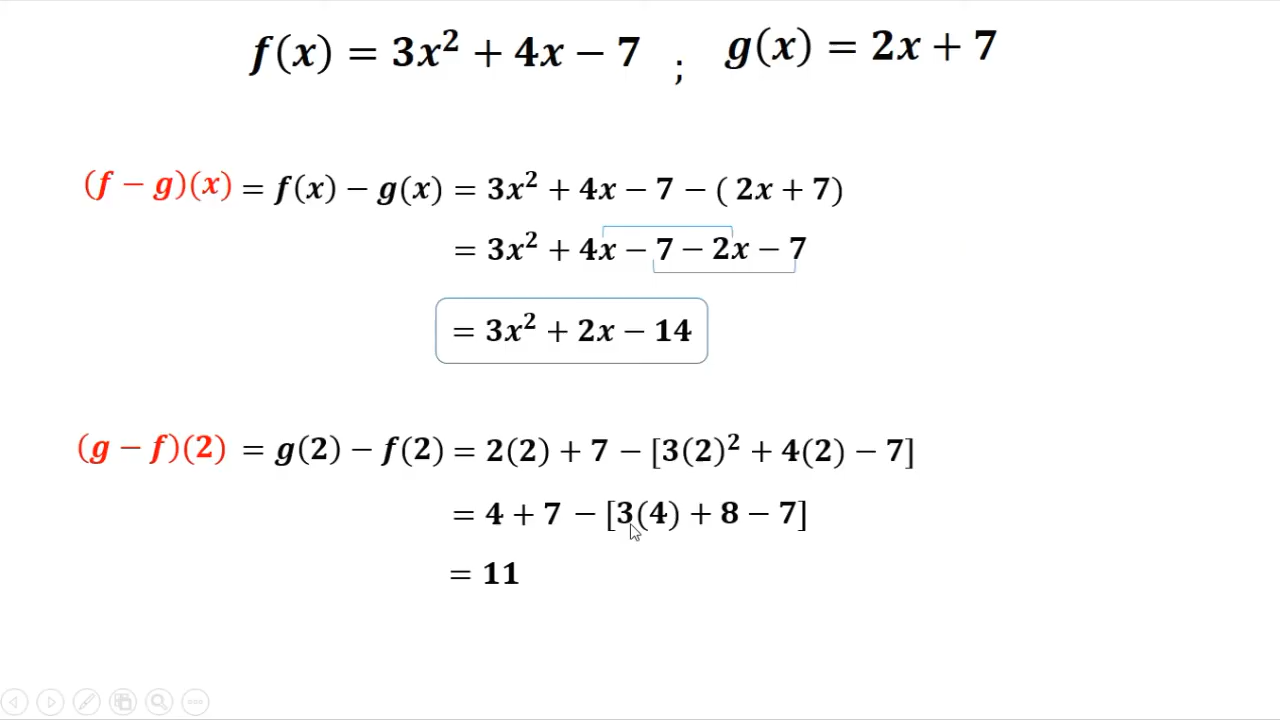 f(x) = 3x² + 4x − 7 ; g(x) = 2x + 7
(f − g)(x) = f(x) − g(x) = 3x² + 4x − 7 − ( 2x + 7)
= 3x² + 4x − 7 − 2x − 7
= 3x² + 2x − 14
(g − f)(2) = g(2) − f(2) = 2(2) + 7 − [3(2)² + 4(2) − 7]
= 4 + 7 − [3(4) + 8 − 7]
= 11